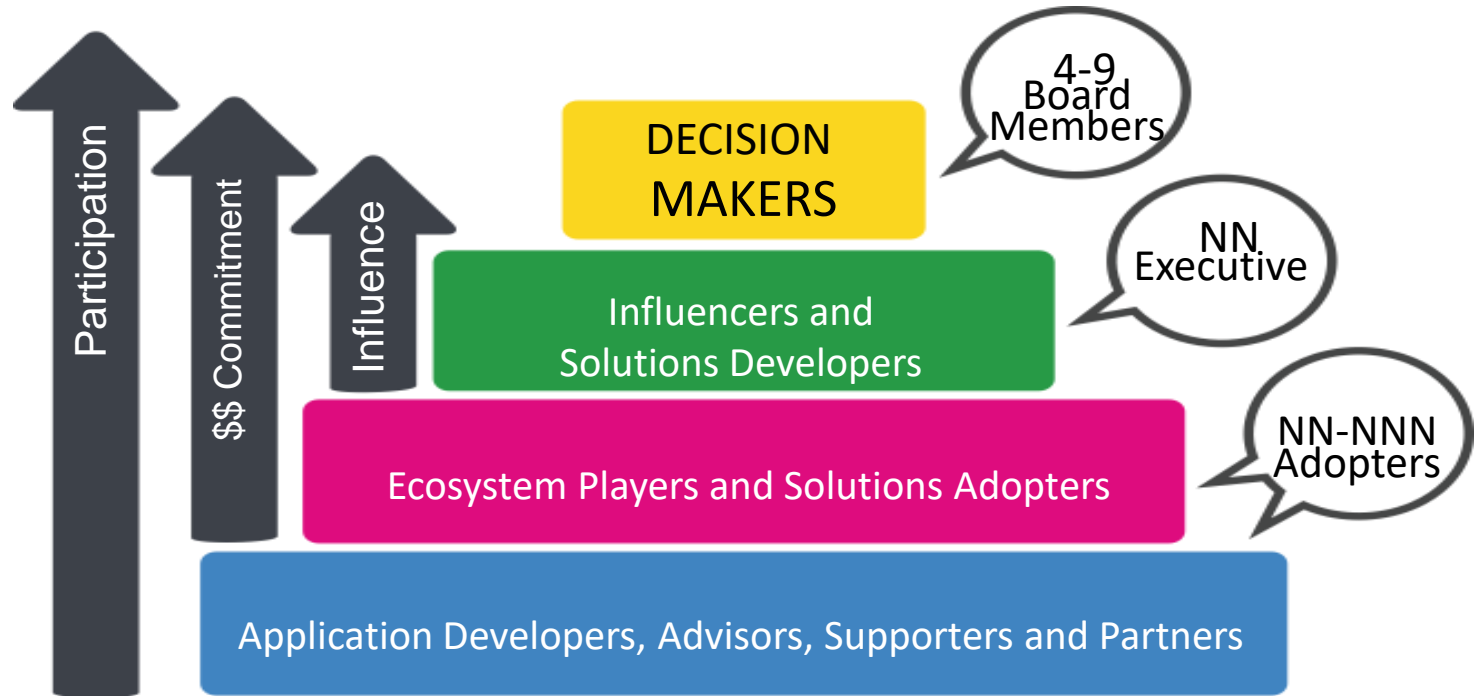 Participation
$$ Commitment
Influence
DECISION
MAKERS
4-9
Board
Members
Influencers and
Solutions Developers
NN
Executive
Ecosystem Players and Solutions Adopters
NN-NNN
Adopters
Application Developers, Advisors, Supporters and Partners